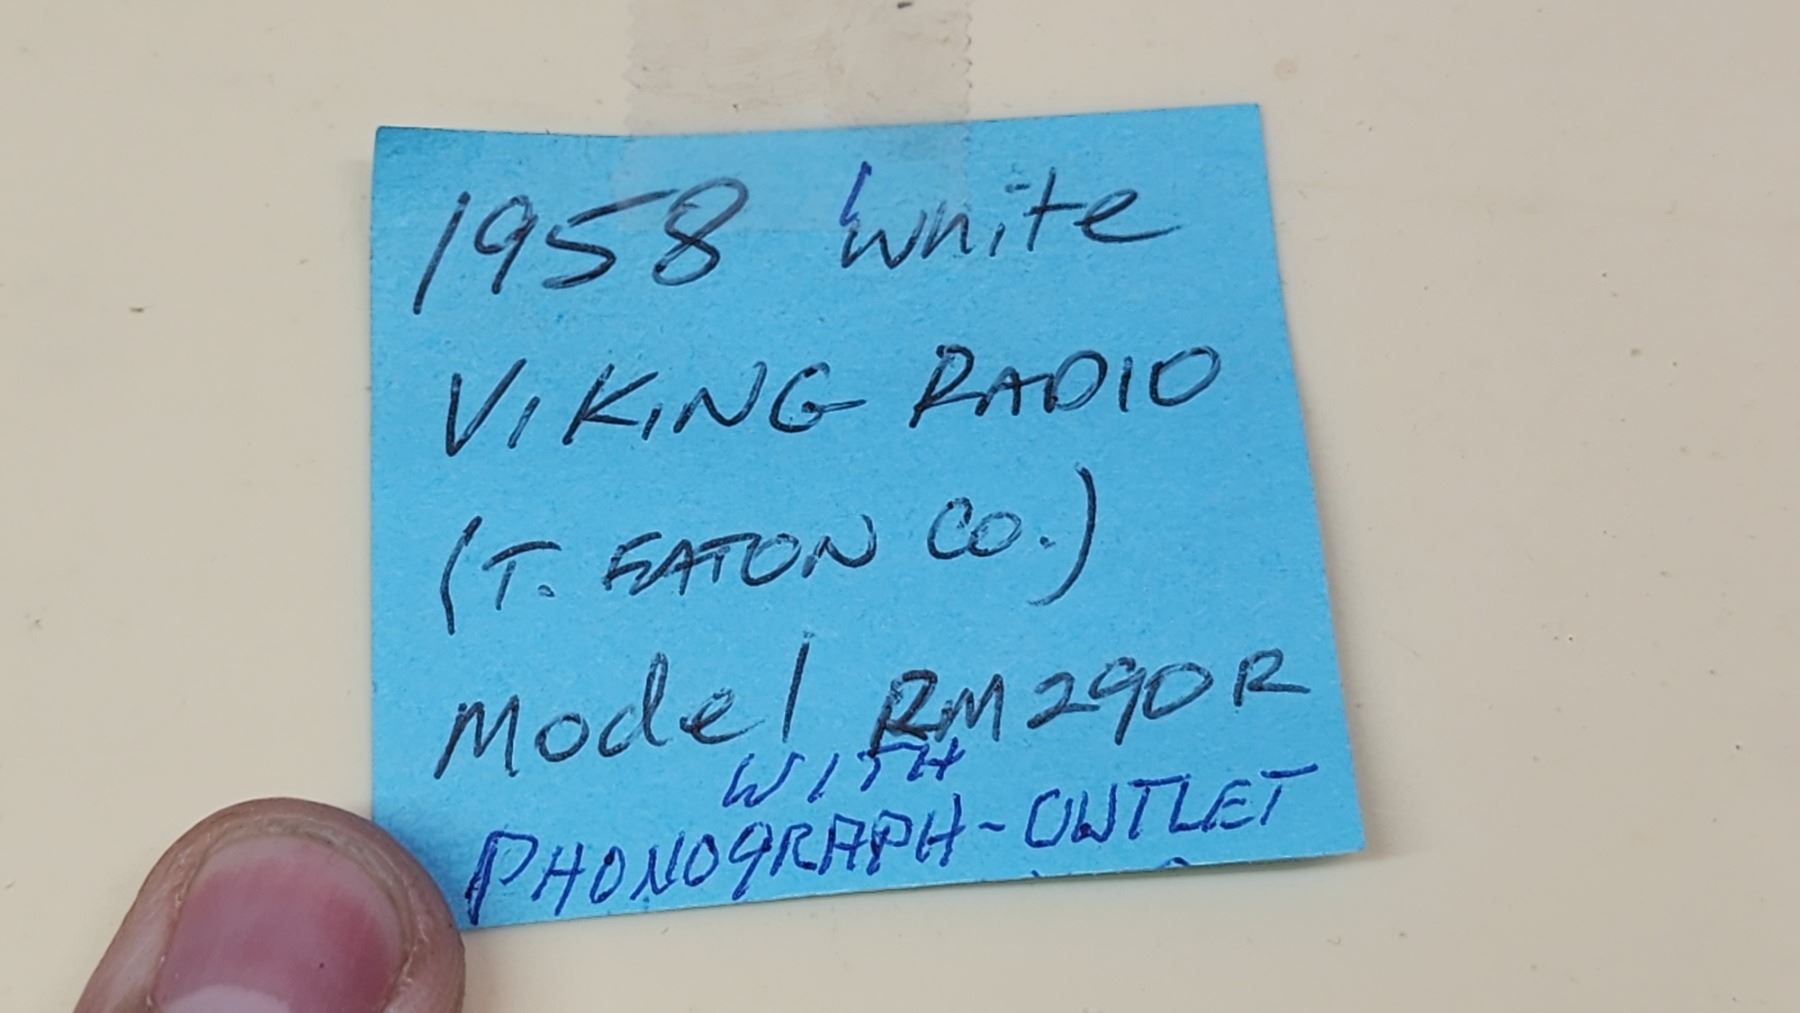 1958 White
VIKING RADIO
(T. EATON CO.)
Model RM290R
WITH
PHONOGRAPH-OUTLET